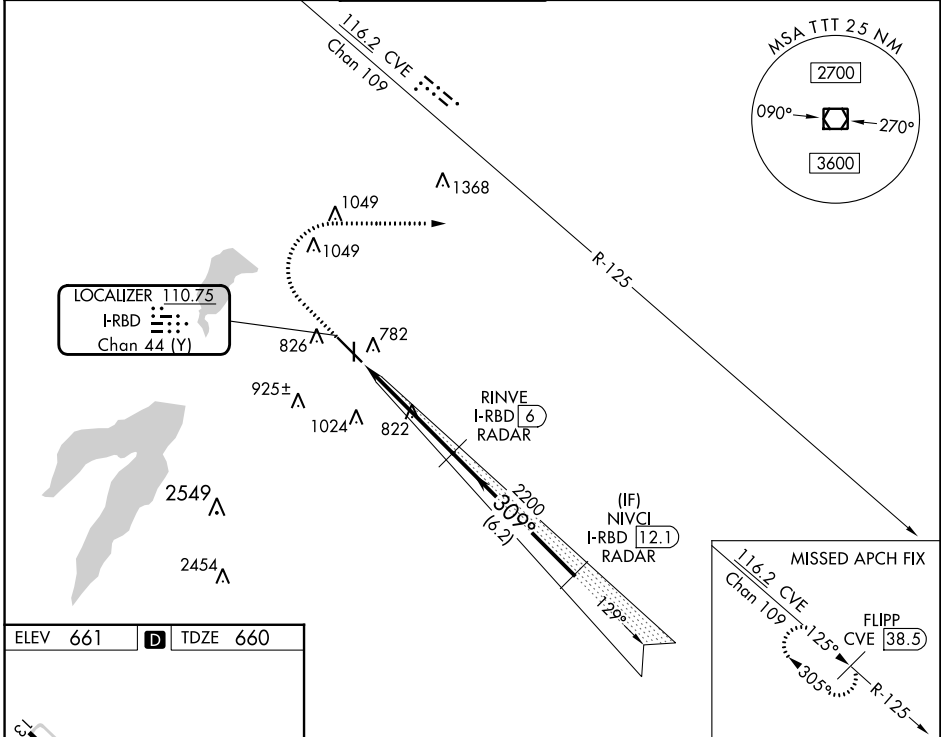 116.2 CVE
Chan 109
MSA TTT 25 NM
2700
090°
270°
3600
1368
1049
1049
R-125
LOCALIZER 110.75
I-RBD
Chan 44 (Y)
826
782
925±
1024
822
RINVE
I-RBD 6
RADAR
2200
309°
(6.2)
(IF)
NIVCI
I-RBD 12.1
RADAR
129°
2549
2454
MISSED APCH FIX
116.2 CVE
Chan 109
125°
305°
FLIPP
CVE 38.5
R-125
ELEV 661 D TDZE 660
13